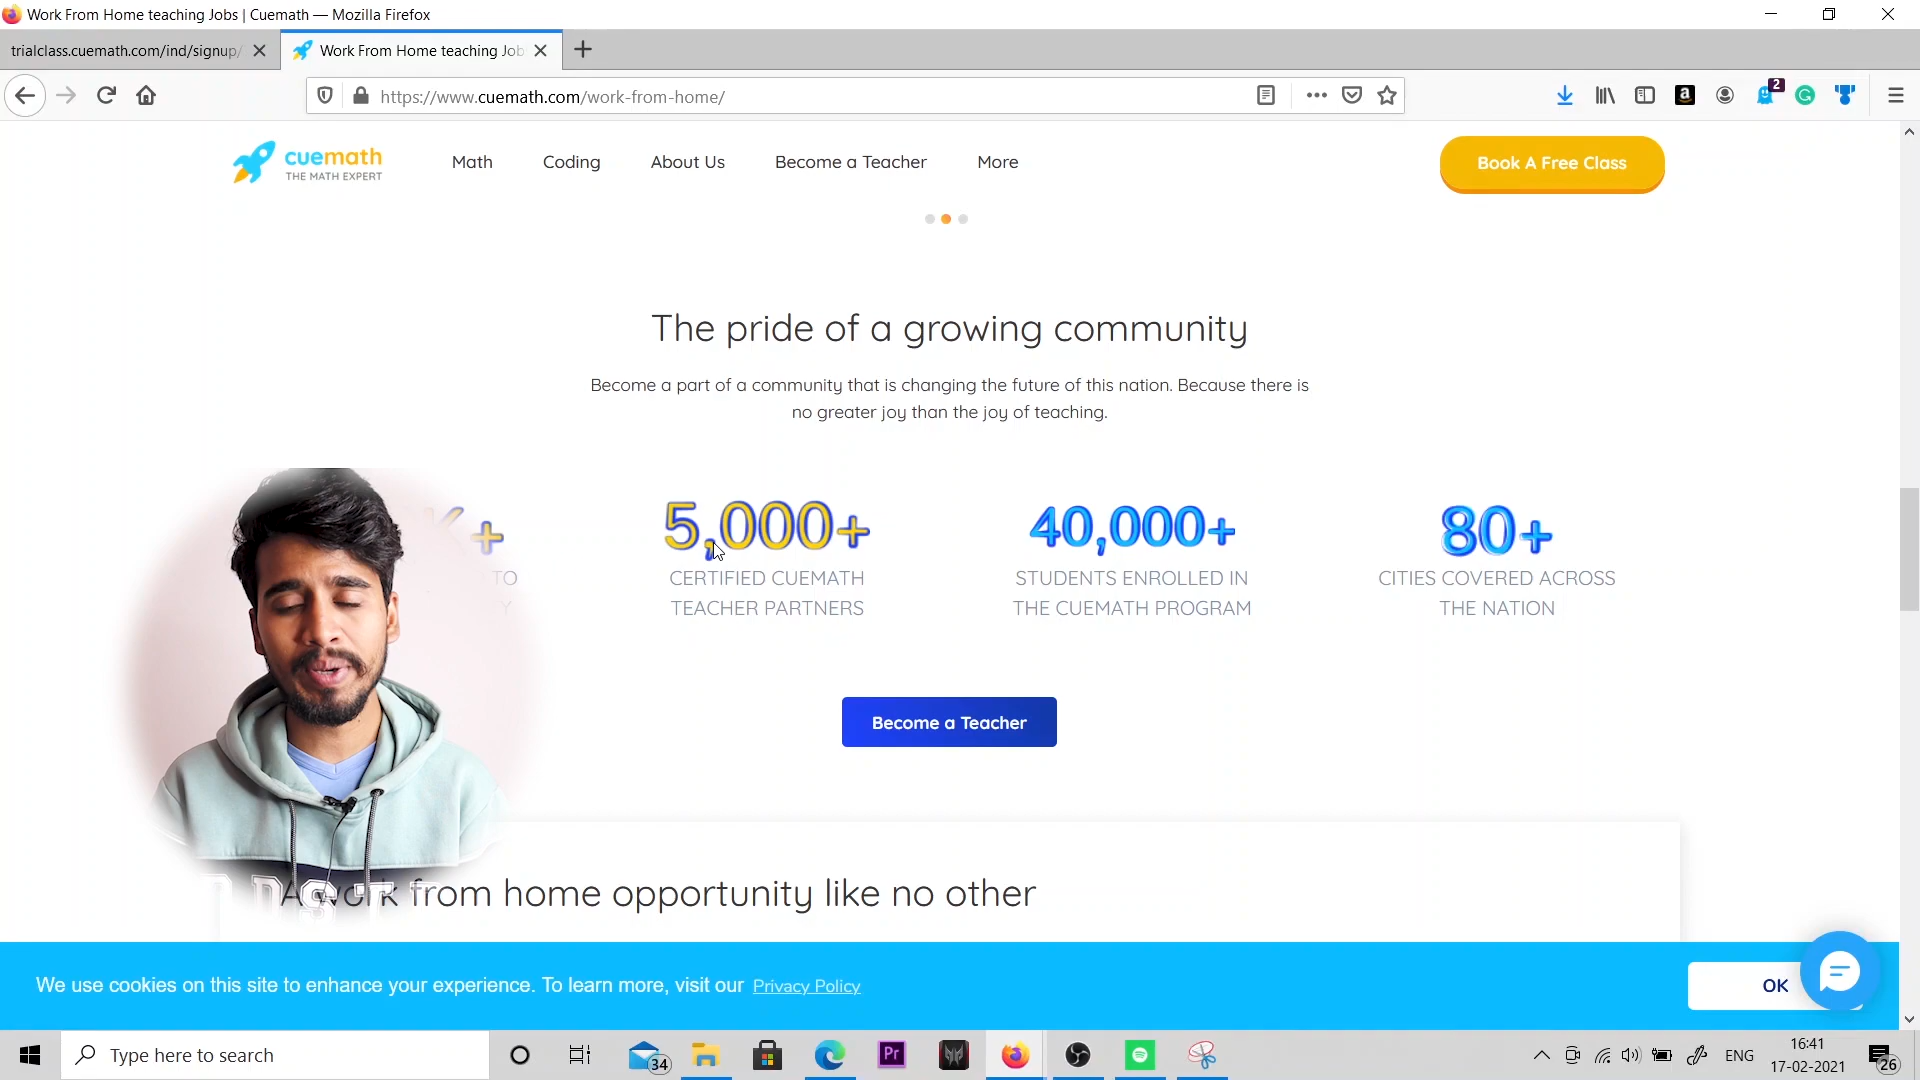 Work From Home teaching Jobs | Cuemath — Mozilla Firefox
trialclass.cuemath.com/ind/signup/
Work From Home teaching Job
https://www.cuemath.com/work-from-home/
2
cuemath
THE MATH EXPERT
Math
Coding
About Us
Become a Teacher
More
Book A Free Class
The pride of a growing community
Become a part of a community that is changing the future of this nation. Because there is
no greater joy than the joy of teaching.
K+
TO
Y
5,000+
CERTIFIED CUEMATH
TEACHER PARTNERS
40,000+
STUDENTS ENROLLED IN
THE CUEMATH PROGRAM
80+
CITIES COVERED ACROSS
THE NATION
Become a Teacher
A work from home opportunity like no other
We use cookies on this site to enhance your experience. To learn more, visit our Privacy Policy
OK
Type here to search
34
Pr
ENG
16:41
17-02-2021
26